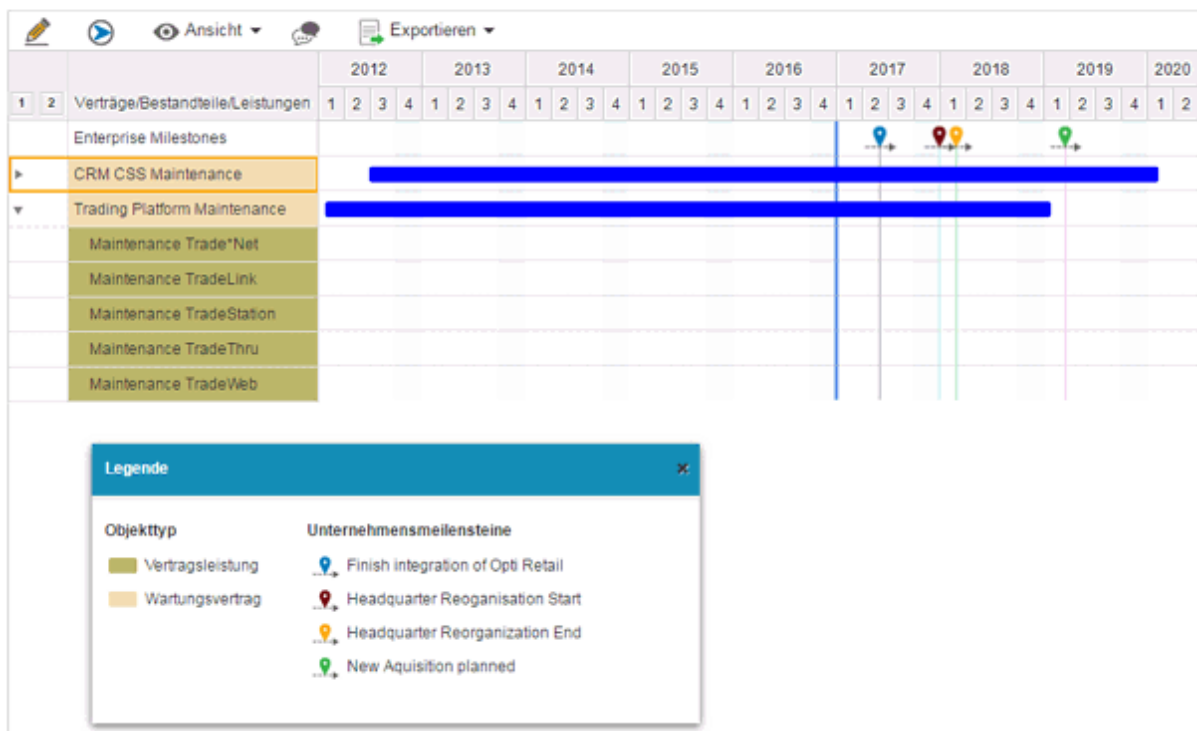 Ansicht Exportieren
2012 2013 2014 2015 2016 2017 2018 2019 2020
1 2 Verträge/Bestandteile/Leistungen 1 2 3 4 1 2 3 4 1 2 3 4 1 2 3 4 1 2 3 4 1 2 3 4 1 2 3 4 1 2 3 4 1 2
Enterprise Milestones
CRM CSS Maintenance
Trading Platform Maintenance
Maintenance Trade*Net
Maintenance TradeLink
Maintenance TradeStation
Maintenance TradeThru
Maintenance TradeWeb
Legende
Objekttyp Unternehmensmeilensteine
Vertragsleistung Finish integration of Opti Retail
Wartungsvertrag Headquarter Reoganisation Start
Headquarter Reorganization End
New Aquisition planned